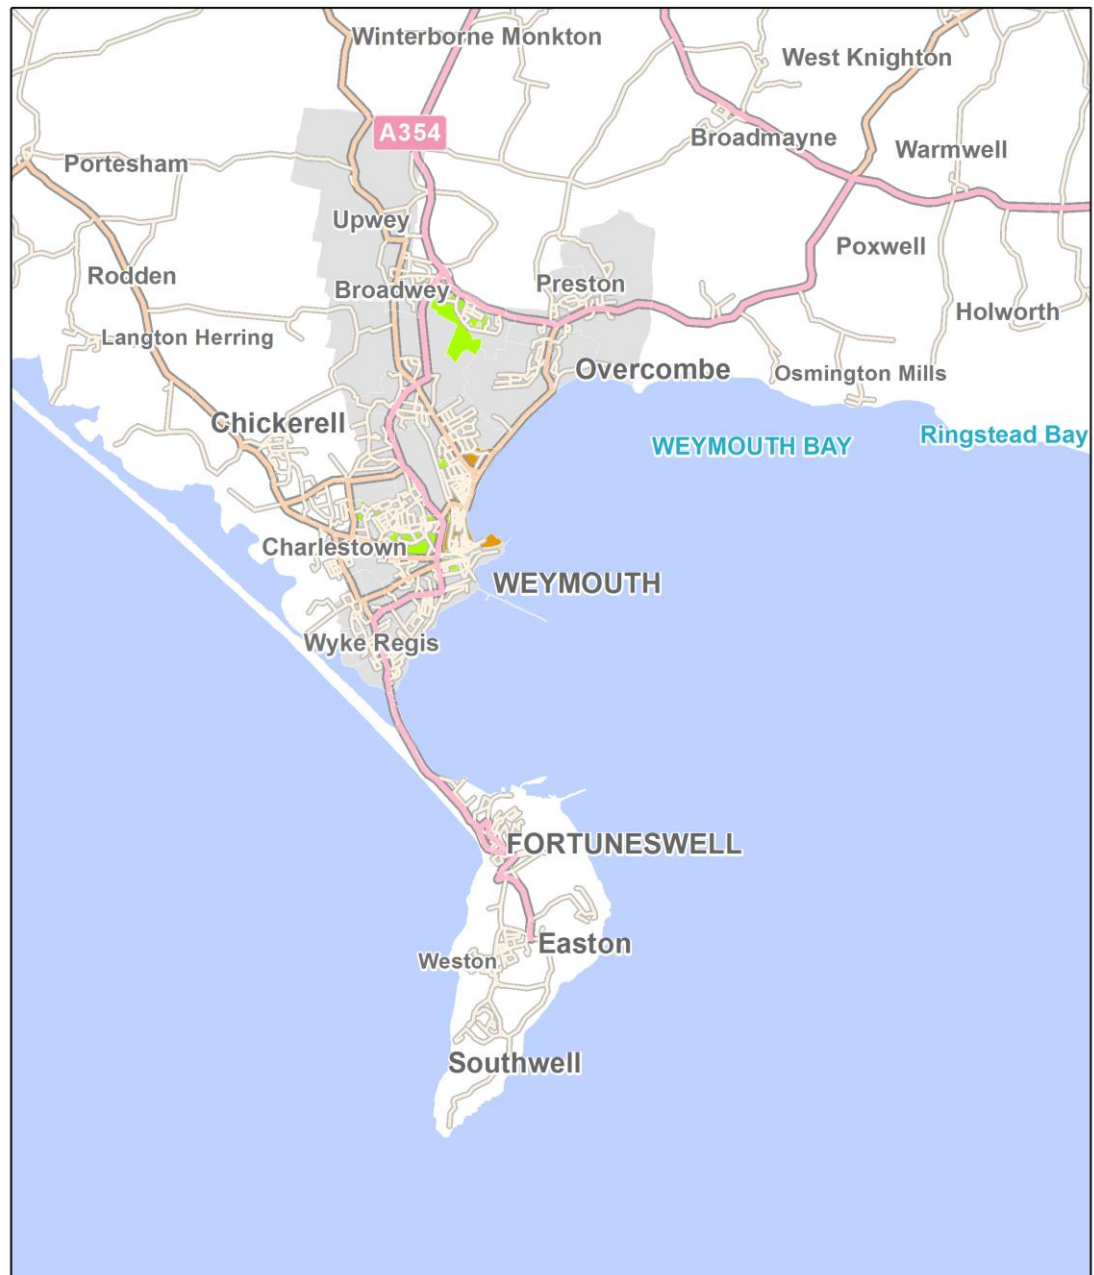 Winterborne Monkton
West Knighton
A354
Broadmayne
Warmwell
Portesham
Upwey
Poxwell
Rodden
Preston
Broadwey
Holworth
Langton Herring
Overcombe
Osmington Mills
Chickerell
Ringstead Bay
WEYMOUTH BAY
Charlestown
WEYMOUTH
Wyke Regis
FORTUNESWELL
Easton
Weston
Southwell